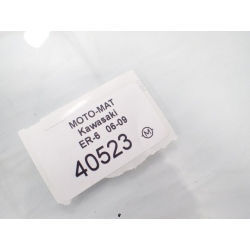 MOTO-MAT
Kawasaki
ER-6 06-09
40523
M